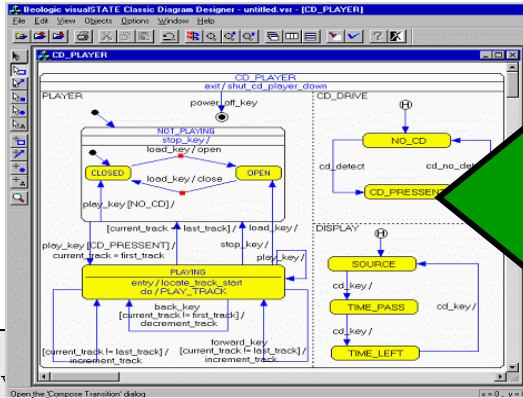 Beologic visualSTATE Classic Diagram Designer - untitled.vsr - [CD_PLAYER]
File Edit View Objects Options Window Help
CD_PLAYER
CD_PLAYER
exit / shut_cd_player_down
PLAYER
power_off_key
CD_DRIVE
H
NOT_PLAYING
stop_key /
load_key / open
CLOSED
OPEN
load_key / close
NO_CD
cd_detect
cd_no_de
CD_PRESSENT
play_key [NO_CD] /
[current_track = last_track] /
load_key /
play_key [CD_PRESSENT] /
current_track = first_track
stop_key /
play_key /
PLAYING
entry / locate_track_start
do / PLAY_TRACK
back_key
[current_track != first_track] /
decrement_track
forward_key
[current_track != last_track] /
increment_track
[current_track != last_track] /
increment_track
DISPLAY
H
SOURCE
cd_key /
TIME_PASS
cd_key /
cd_key /
TIME_LEFT
Open the 'Compose Transition' dialog
x = 0 , y =